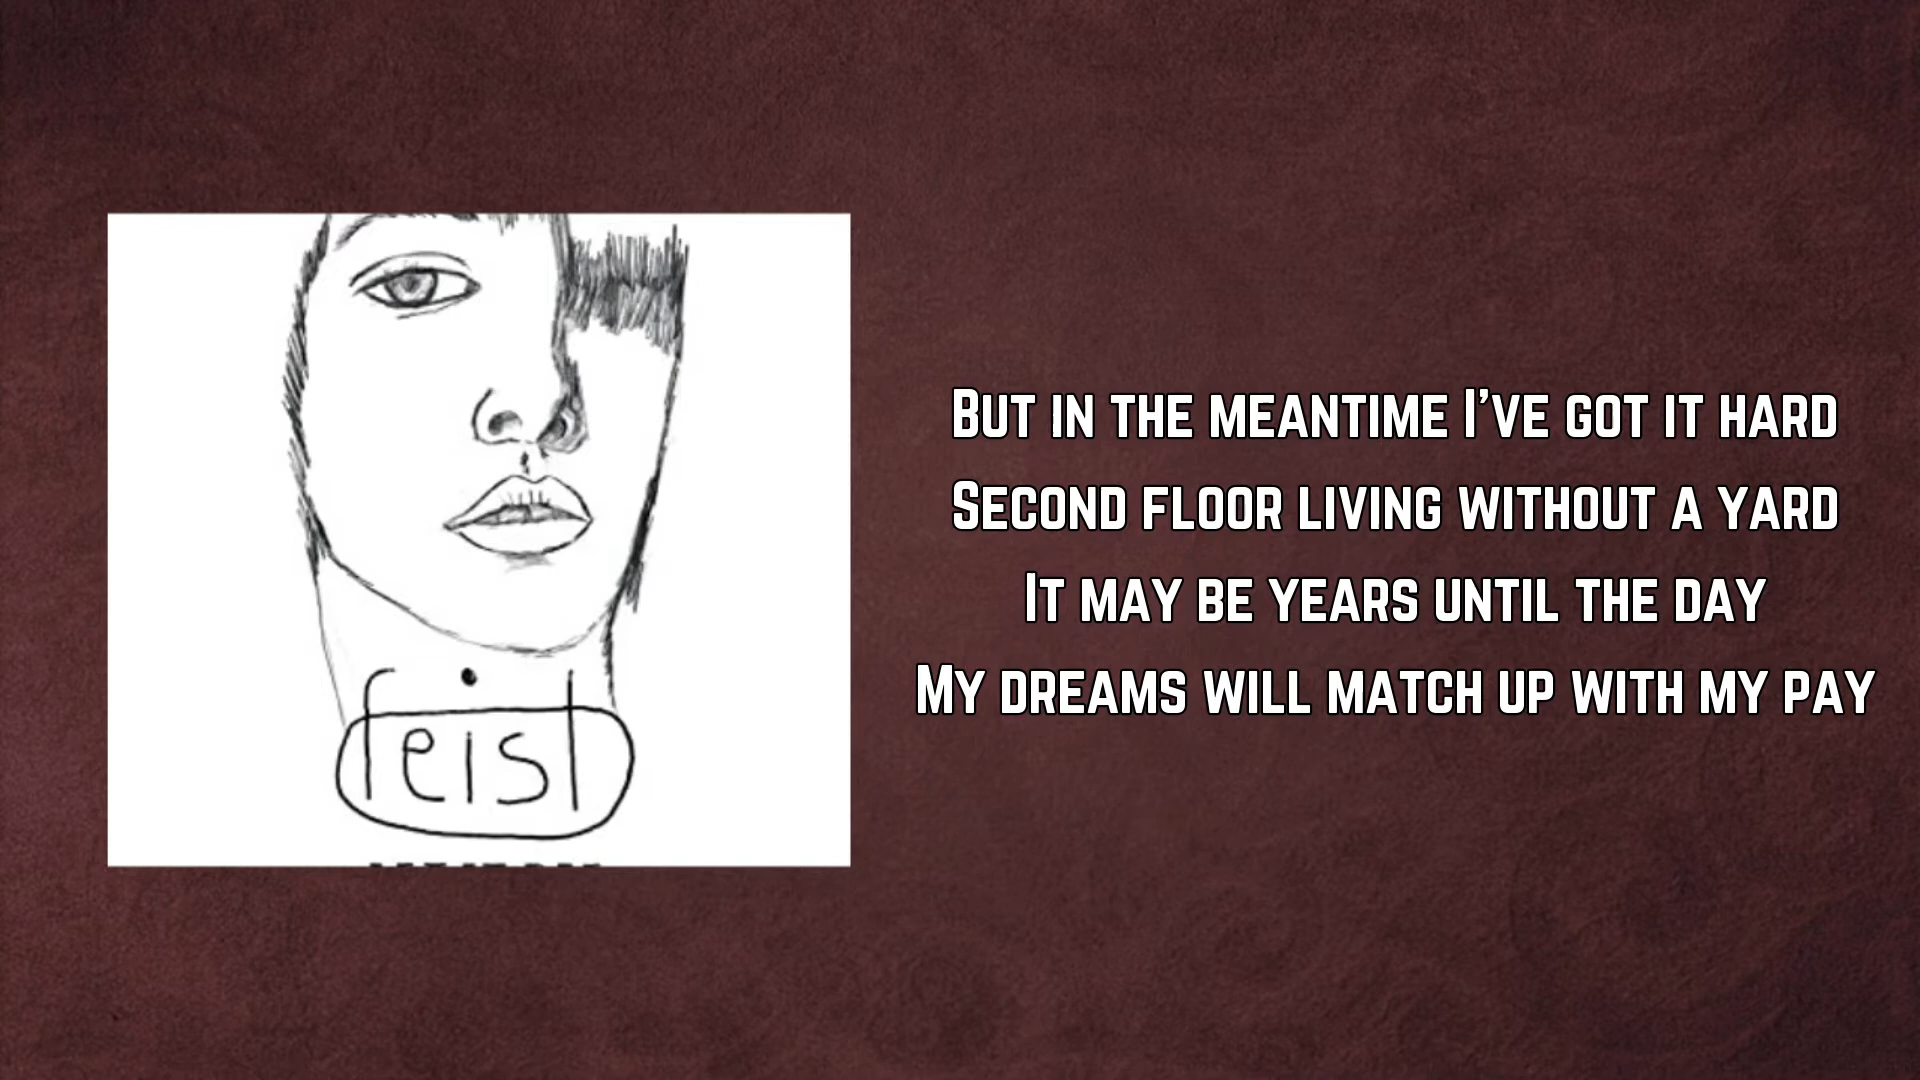 feist
But in the meantime I've got it hard
Second floor living without a yard
It may be years until the day
My dreams will match up with my pay